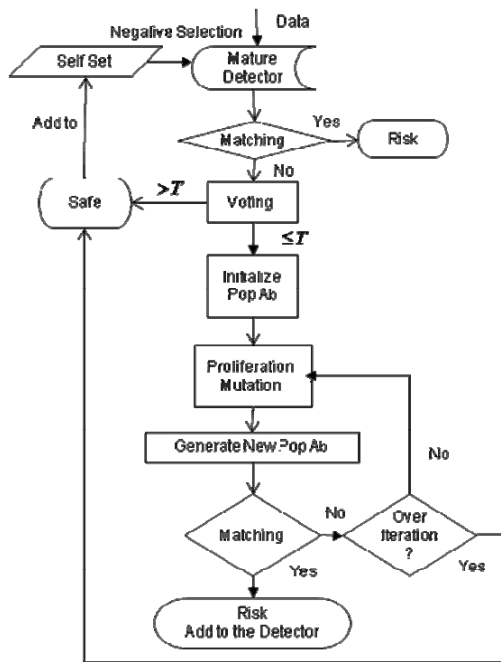 Data
Negative Selection
Self Set
Mature
Detector
Add to
Matching
Yes
Risk
No
Safe
>T
Voting
≤T
Initialize
Pop Ab
Proliferation
Mutation
Generate New Pop Ab
No
Matching
No
Over
Iteration
?
Yes
Yes
Risk
Add to the Detector